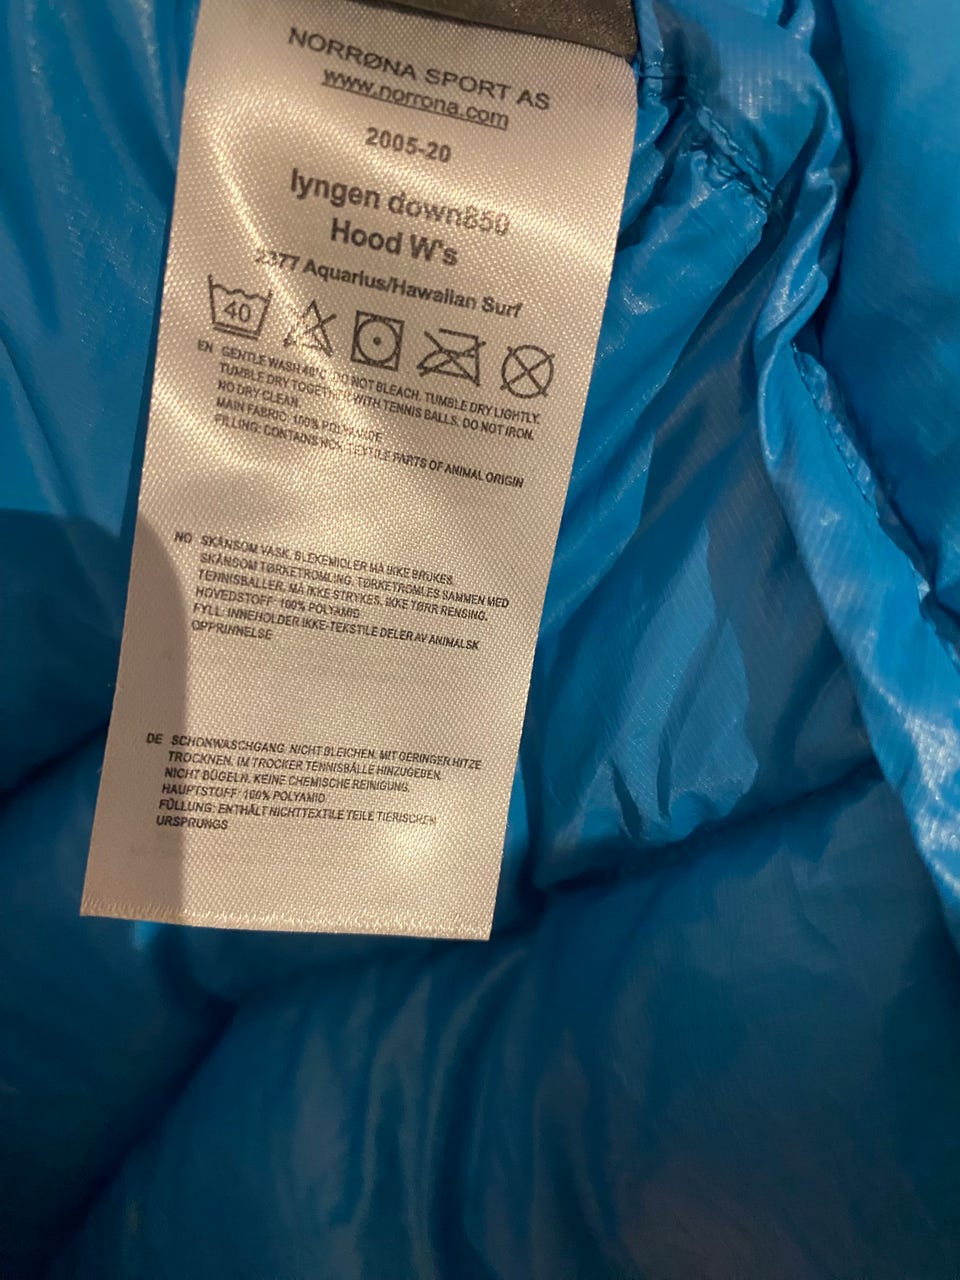 NORRØNA SPORT AS
www.norrona.com
2005-20
lyngen down850
Hood W's
2377 Aquarius/Hawaiian Surf
40
EN GENTLE WASH 40°C. DO NOT BLEACH. TUMBLE DRY LIGHTLY.
TUMBLE DRY TOGETHER WITH TENNIS BALLS. DO NOT IRON.
NO DRY CLEAN.
MAIN FABRIC: 100% POLYAMIDE
FILLING: CONTAINS NON-TEXTILE PARTS OF ANIMAL ORIGIN
NO SKÅNSOM VASK. BLEKEMIDLER MÅ IKKE BRUKES.
SKÅNSOM TØRKETROMLING. TØRKETROMLES SAMMEN MED
TENNISBALLER. MÅ IKKE STRYKES. IKKE TØRR RENSING.
HOVEDSTOFF: 100% POLYAMID
FYLL: INNEHOLDER IKKE-TEKSTILE DELER AV ANIMALSK
OPPRINNELSE
DE SCHONWASCHGANG. NICHT BLEICHEN. MIT GERINGER HITZE
TROCKNEN. IM TROCKER TENNISBÄLLE HINZUGEBEN.
NICHT BÜGELN. KEINE CHEMISCHE REINIGUNG.
HAUPTSTOFF: 100% POLYAMID
FÜLLUNG: ENTHÄLT NICHTTEXTILE TEILE TIERISCHEN
URSPRUNGS